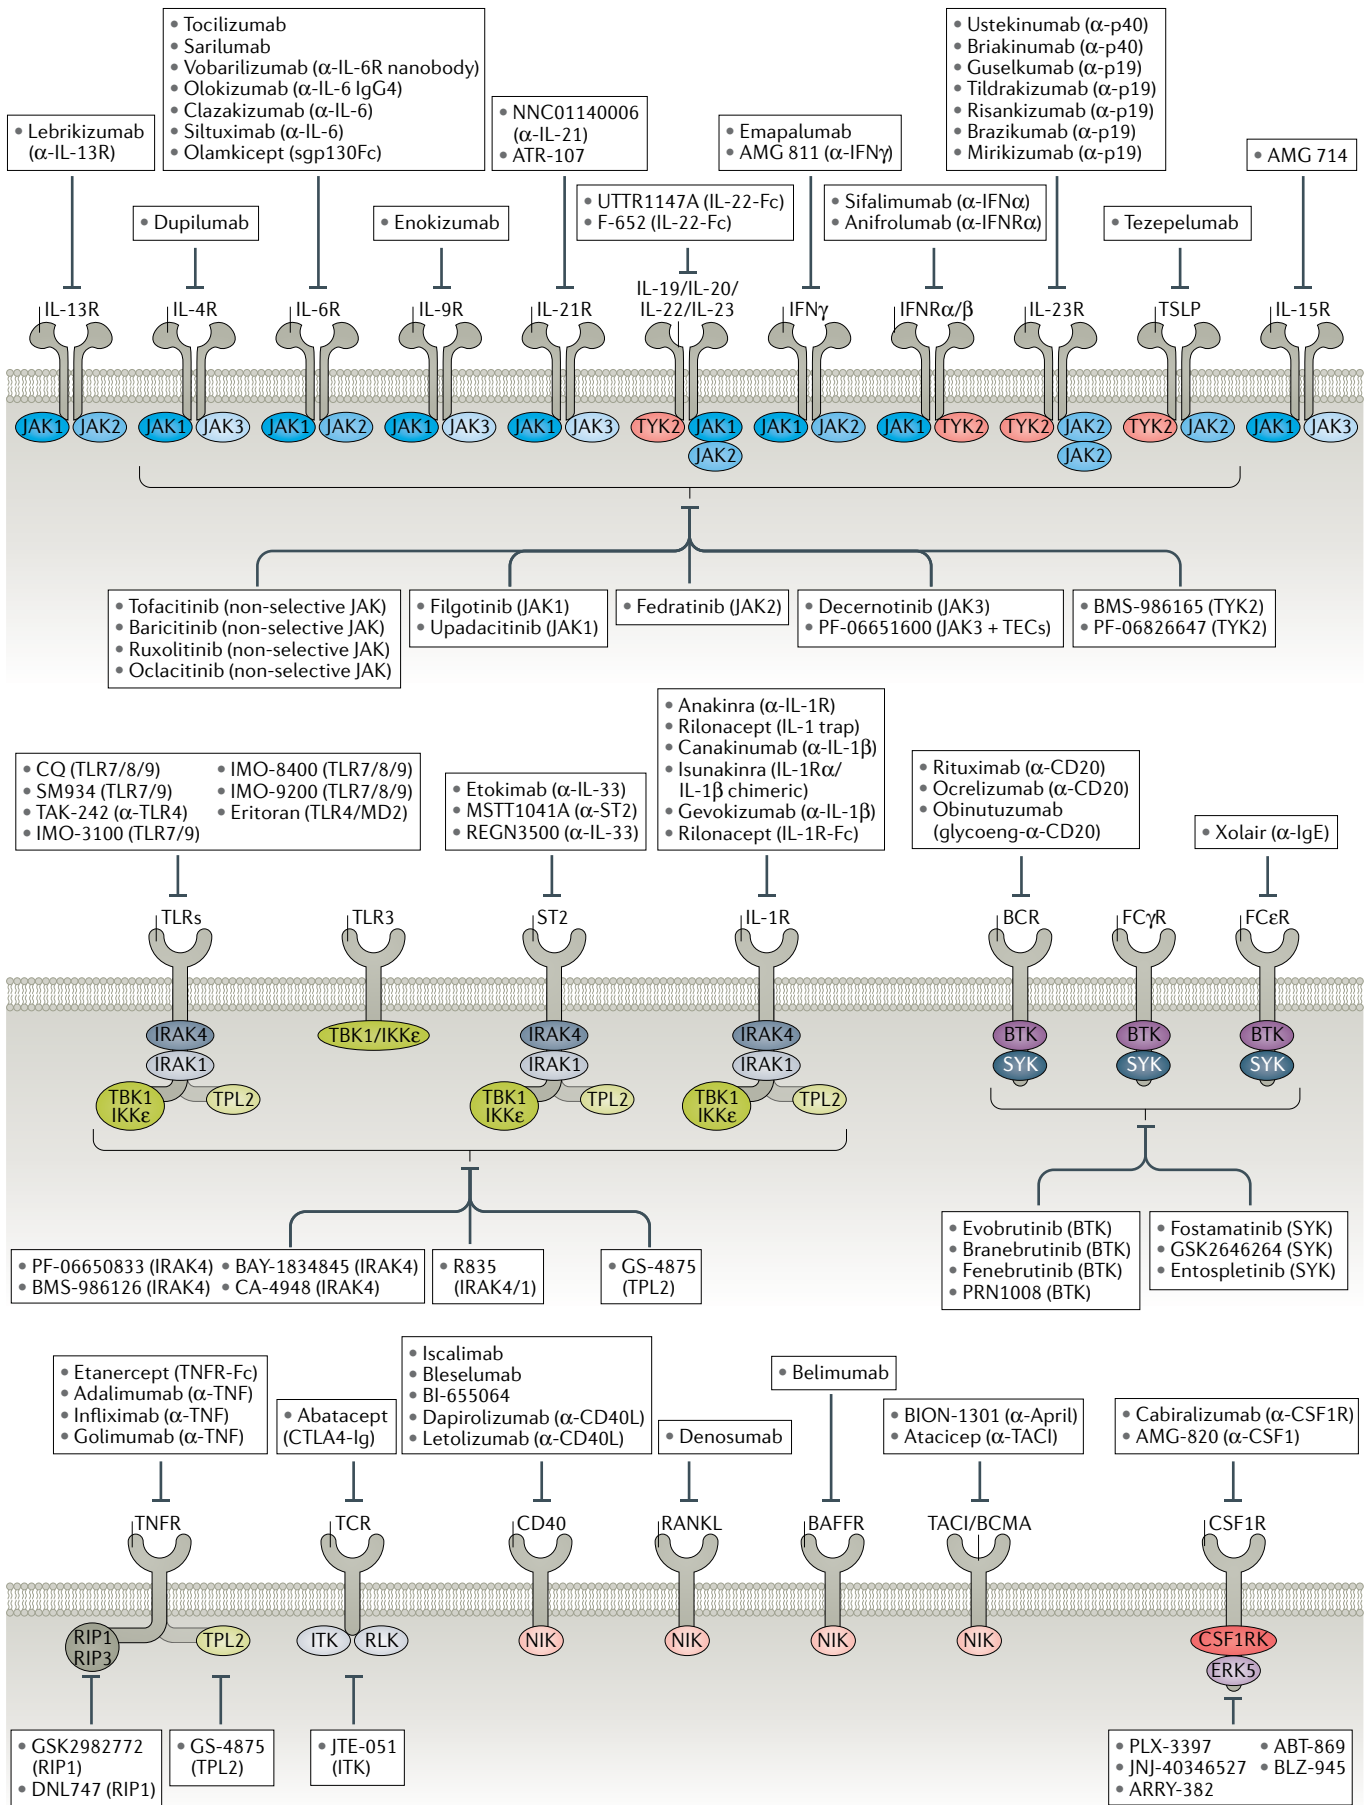 • Tocilizumab
• Sarilumab
• Vobarilizumab (α-IL-6R nanobody)
• Olokizumab (α-IL-6 IgG4)
• Clazakizumab (α-IL-6)
• Siltuximab (α-IL-6)
• Olamkicept (sgp130Fc)
• Ustekinumab (α-p40)
• Briakinumab (α-p40)
• Guselkumab (α-p19)
• Tildrakizumab (α-p19)
• Risankizumab (α-p19)
• Brazikumab (α-p19)
• Mirikizumab (α-p19)
• Lebrikizumab
(α-IL-13R)
• NNC01140006
(α-IL-21)
• ATR-107
• Emapalumab
• AMG 811 (α-IFNγ)
• AMG 714
• Dupilumab
• Enokizumab
• UTTR1147A (IL-22-Fc)
• F-652 (IL-22-Fc)
• Sifalimumab (α-IFNα)
• Anifrolumab (α-IFNRα)
• Tezepelumab
IL-13R
IL-4R
IL-6R
IL-9R
IL-21R
IL-19/IL-20/
IL-22/IL-23
IFNγ
IFNRα/β
IL-23R
TSLP
IL-15R
JAK1 JAK2
JAK1 JAK3
JAK1 JAK2
JAK1 JAK3
JAK1 JAK3
TYK2 JAK1
JAK2
JAK1 JAK2
JAK1 TYK2
TYK2 JAK2
JAK2
TYK2 JAK2
JAK1 JAK3
• Tofacitinib (non-selective JAK)
• Baricitinib (non-selective JAK)
• Ruxolitinib (non-selective JAK)
• Oclacitinib (non-selective JAK)
• Filgotinib (JAK1)
• Upadacitinib (JAK1)
• Fedratinib (JAK2)
• Decernotinib (JAK3)
• PF-06651600 (JAK3 + TECs)
• BMS-986165 (TYK2)
• PF-06826647 (TYK2)
• CQ (TLR7/8/9)
• SM934 (TLR7/9)
• TAK-242 (α-TLR4)
• IMO-3100 (TLR7/9)
• IMO-8400 (TLR7/8/9)
• IMO-9200 (TLR7/8/9)
• Eritoran (TLR4/MD2)
• Etokimab (α-IL-33)
• MSTT1041A (α-ST2)
• REGN3500 (α-IL-33)
• Anakinra (α-IL-1R)
• Rilonacept (IL-1 trap)
• Canakinumab (α-IL-1β)
• Isunakinra (IL-1Rα/
IL-1β chimeric)
• Gevokizumab (α-IL-1β)
• Rilonacept (IL-1R-Fc)
• Rituximab (α-CD20)
• Ocrelizumab (α-CD20)
• Obinutuzumab
(glycoeng-α-CD20)
• Xolair (α-IgE)
TLRs
TLR3
ST2
IL-1R
BCR
FCγR
FCεR
IRAK4
IRAK1
TBK1
IKKε
TPL2
TBK1/IKKε
IRAK4
IRAK1
TBK1
IKKε
TPL2
IRAK4
IRAK1
TBK1
IKKε
TPL2
BTK
SYK
BTK
SYK
BTK
SYK
• PF-06650833 (IRAK4)
• BMS-986126 (IRAK4)
• BAY-1834845 (IRAK4)
• CA-4948 (IRAK4)
• R835
(IRAK4/1)
• GS-4875
(TPL2)
• Evobrutinib (BTK)
• Branebrutinib (BTK)
• Fenebrutinib (BTK)
• PRN1008 (BTK)
• Fostamatinib (SYK)
• GSK2646264 (SYK)
• Entospletinib (SYK)
• Etanercept (TNFR-Fc)
• Adalimumab (α-TNF)
• Infliximab (α-TNF)
• Golimumab (α-TNF)
• Abatacept
(CTLA4-Ig)
• Iscalimab
• Bleselumab
• BI-655064
• Dapirolizumab (α-CD40L)
• Letolizumab (α-CD40L)
• Denosumab
• Belimumab
• BION-1301 (α-April)
• Atacicep (α-TACI)
• Cabiralizumab (α-CSF1R)
• AMG-820 (α-CSF1)
TNFR
TCR
CD40
RANKL
BAFFR
TACI/BCMA
CSF1R
RIP1
RIP3
TPL2
ITK
RLK
NIK
NIK
NIK
NIK
CSF1RK
ERK5
• GSK2982772
(RIP1)
• DNL747 (RIP1)
• GS-4875
(TPL2)
• JTE-051
(ITK)
• PLX-3397
• JNJ-40346527
• ARRY-382
• ABT-869
• BLZ-945